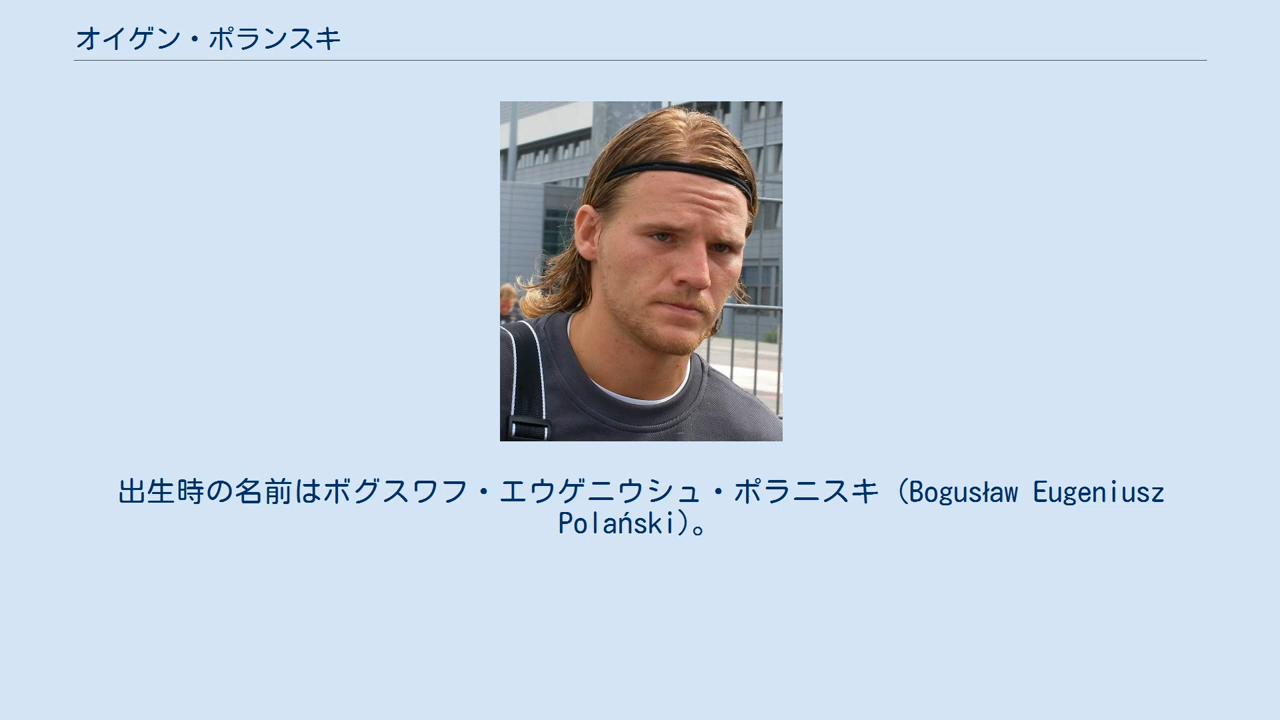 オイゲン・ポランスキ
出生時の名前はボグスワフ・エウゲニウシュ・ポラニスキ（Bogusław Eugeniusz
Polański）。